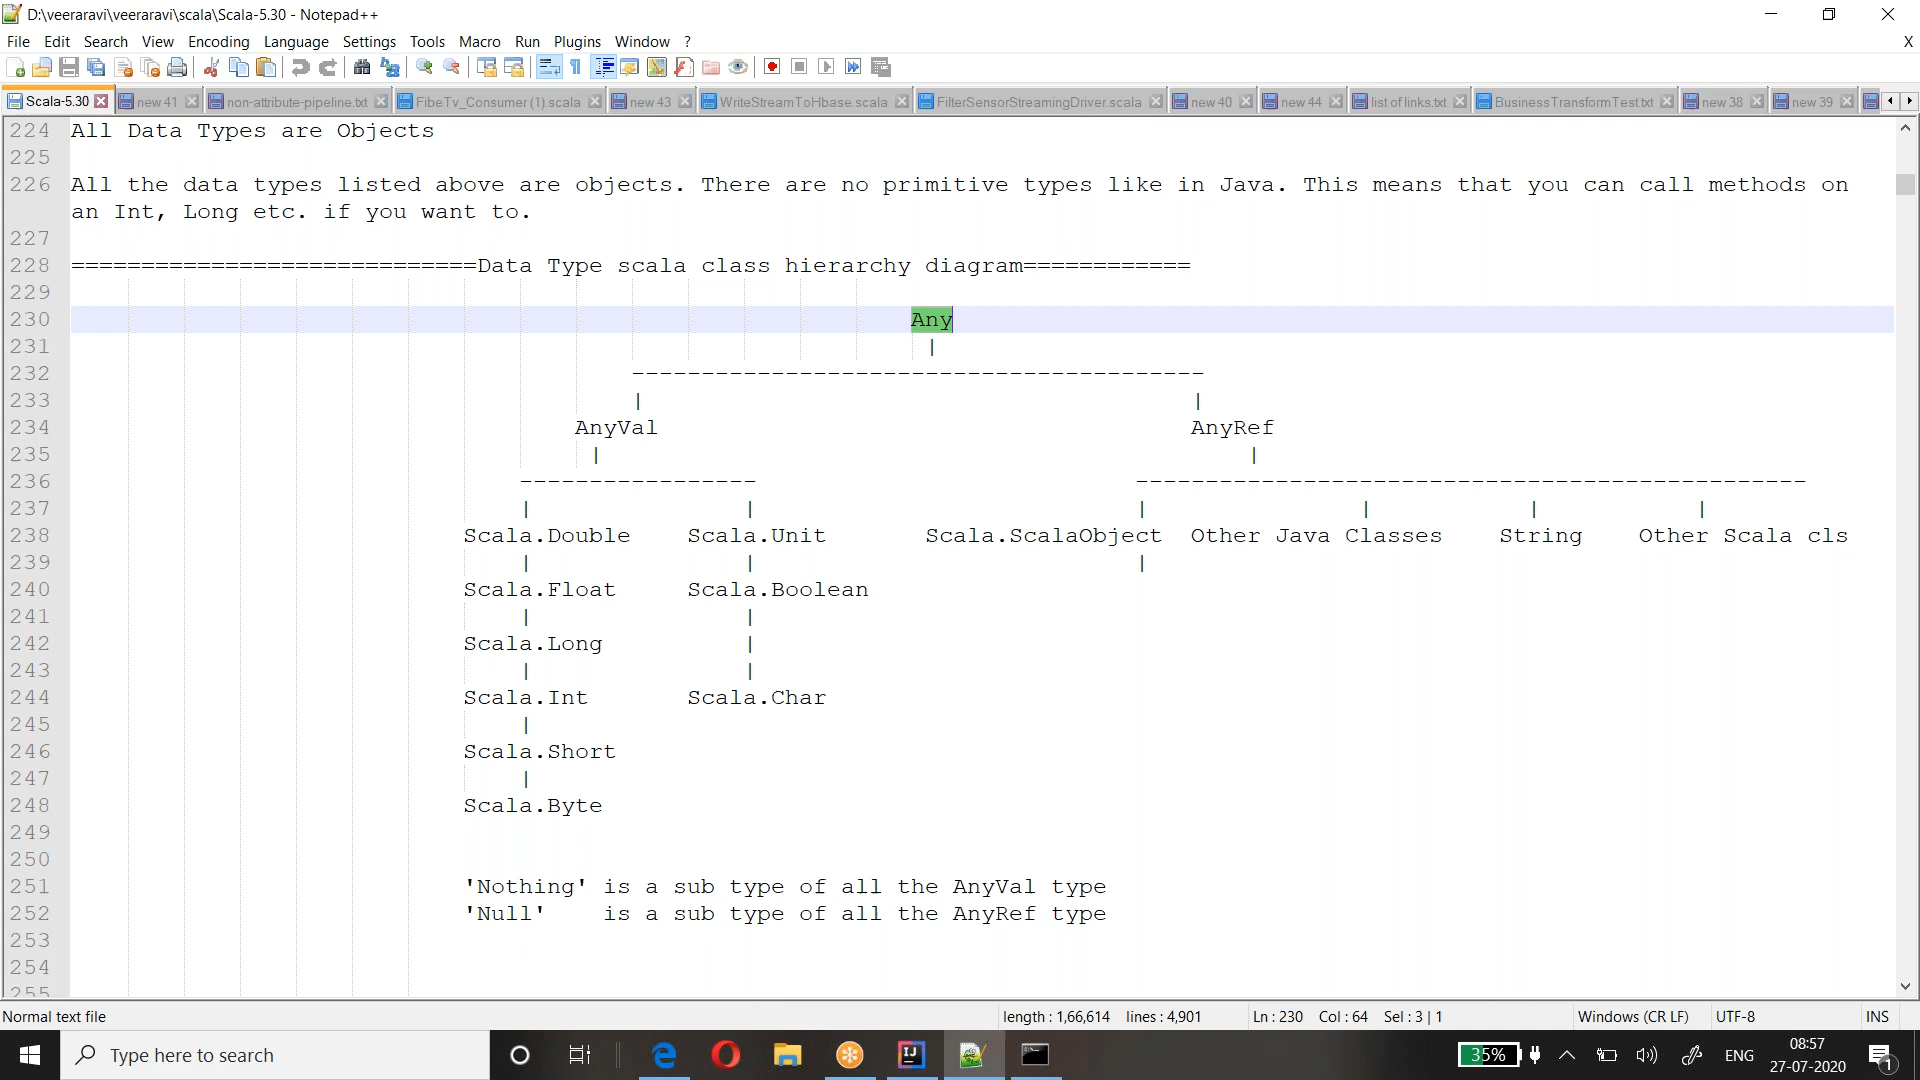 D:\veeraravi\veeraravi\scala\Scala-5.30 - Notepad++
File Edit Search View Encoding Language Settings Tools Macro Run Plugins Window ? X
Scala-5.30 new 41 non-attribute-pipeline.txt FibeTv_Consumer (1).scala new 43 WriteStreamToHbase.scala FilterSensorStreamingDriver.scala new 40 new 44 list of links.txt BusinessTransformTest.txt new 38 new 39
224 All Data Types are Objects
225
226 All the data types listed above are objects. There are no primitive types like in Java. This means that you can call methods on
an Int, Long etc. if you want to.
227
228 =============================Data Type scala class hierarchy diagram============
229
230 Any
231 |
232 -----------------------------------------
233 | |
234 AnyVal AnyRef
235 | |
236 ----------------- ------------------------------------------------
237 | | | | | |
238 Scala.Double Scala.Unit Scala.ScalaObject Other Java Classes String Other Scala cls
239 | | |
240 Scala.Float Scala.Boolean
241 | |
242 Scala.Long |
243 | |
244 Scala.Int Scala.Char
245 |
246 Scala.Short
247 |
248 Scala.Byte
249
250
251 'Nothing' is a sub type of all the AnyVal type
252 'Null' is a sub type of all the AnyRef type
253
254
255
Normal text file length : 1,66,614 lines : 4,901 Ln : 230 Col : 64 Sel : 3 | 1 Windows (CR LF) UTF-8 INS
Type here to search 35% ENG 08:57
27-07-2020 1